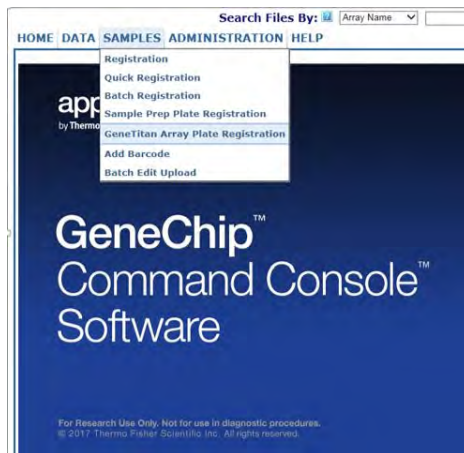 Search Files By: Array Name
HOME DATA SAMPLES ADMINISTRATION HELP
Registration
Quick Registration
Batch Registration
Sample Prep Plate Registration
GeneTitan Array Plate Registration
Add Barcode
Batch Edit Upload
app
by Thermo
GeneChip™
Command Console™
Software
For Research Use Only. Not for use in diagnostic procedures.
© 2017 Thermo Fisher Scientific Inc. All rights reserved.